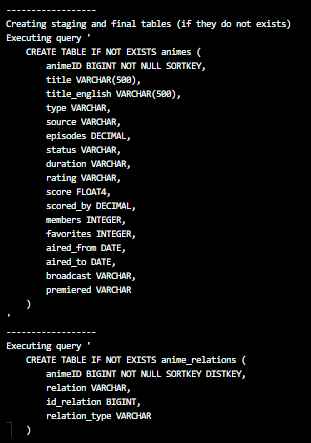 ------------------
Creating staging and final tables (if they do not exists)
Executing query '
    CREATE TABLE IF NOT EXISTS animes (
        animeID BIGINT NOT NULL SORTKEY,
        title VARCHAR(500),
        title_english VARCHAR(500),
        type VARCHAR,
        source VARCHAR,
        episodes DECIMAL,
        status VARCHAR,
        duration VARCHAR,
        rating VARCHAR,
        score FLOAT4,
        scored_by DECIMAL,
        members INTEGER,
        favorites INTEGER,
        aired_from DATE,
        aired_to DATE,
        broadcast VARCHAR,
        premiered VARCHAR
    )
'
------------------
Executing query '
    CREATE TABLE IF NOT EXISTS anime_relations (
        animeID BIGINT NOT NULL SORTKEY DISTKEY,
        relation VARCHAR,
        id_relation BIGINT,
        relation_type VARCHAR
    )